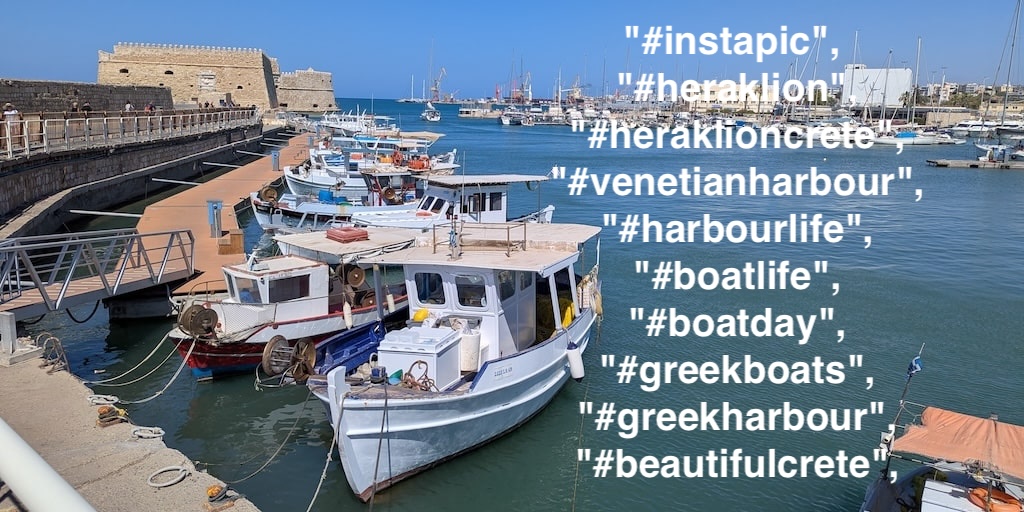 "#instapic",
"#heraklion",
"#heraklioncrete",
"#venetianharbour",
"#harbourlife",
"#boatlife",
"#boatday",
"#greekboats",
"#greekharbour",
"#beautifulcrete",